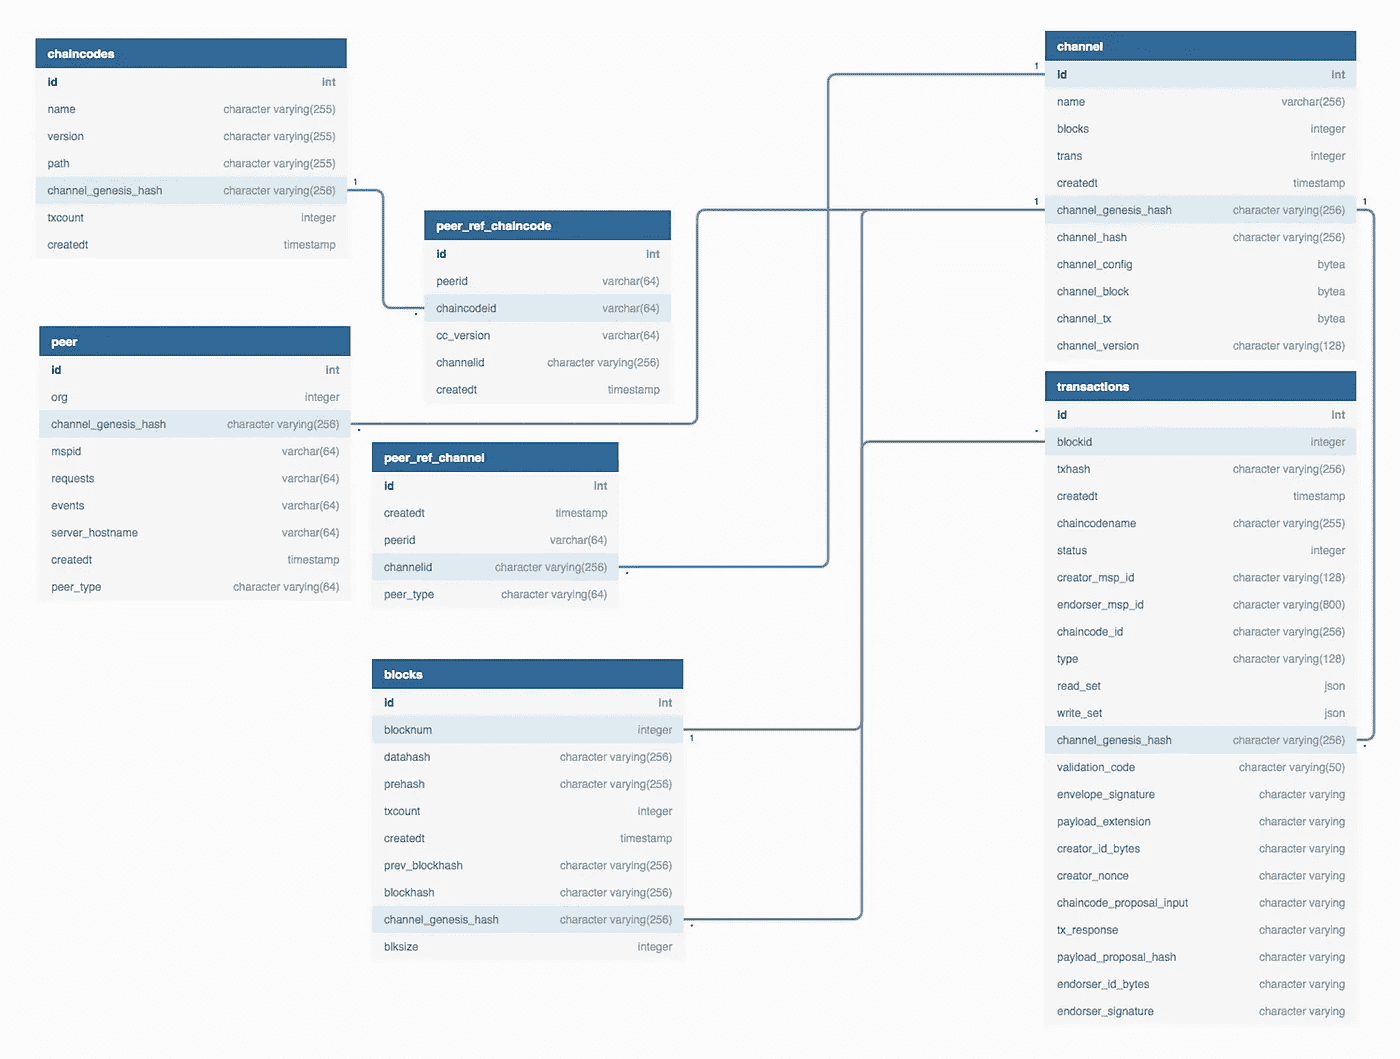 chaincodes
id int
name character varying(255)
version character varying(255)
path character varying(255)
channel_genesis_hash character varying(256)
txcount integer
createdt timestamp
1
peer_ref_chaincode
id int
peerid varchar(64)
chaincodeid varchar(64)
cc_version varchar(64)
channelid character varying(256)
createdt timestamp
peer
id int
org integer
channel_genesis_hash character varying(256)
mspid varchar(64)
requests varchar(64)
events varchar(64)
server_hostname varchar(64)
createdt timestamp
peer_type character varying(64)
peer_ref_channel
id int
createdt timestamp
peerid varchar(64)
channelid character varying(256)
peer_type character varying(64)
blocks
id int
blocknum integer
1
datahash character varying(256)
prehash character varying(256)
txcount integer
createdt timestamp
prev_blockhash character varying(256)
blockhash character varying(256)
channel_genesis_hash character varying(256)
blksize integer
channel
1
id int
name varchar(256)
blocks integer
trans integer
createdt timestamp
1
channel_genesis_hash character varying(256)
1
channel_hash character varying(256)
channel_config bytea
channel_block bytea
channel_tx bytea
channel_version character varying(128)
transactions
id int
blockid integer
txhash character varying(256)
createdt timestamp
chaincodename character varying(255)
status integer
creator_msp_id character varying(128)
endorser_msp_id character varying(800)
chaincode_id character varying(256)
type character varying(128)
read_set json
write_set json
channel_genesis_hash character varying(256)
validation_code character varying(50)
envelope_signature character varying
payload_extension character varying
creator_id_bytes character varying
creator_nonce character varying
chaincode_proposal_input character varying
tx_response character varying
payload_proposal_hash character varying
endorser_id_bytes character varying
endorser_signature character varying